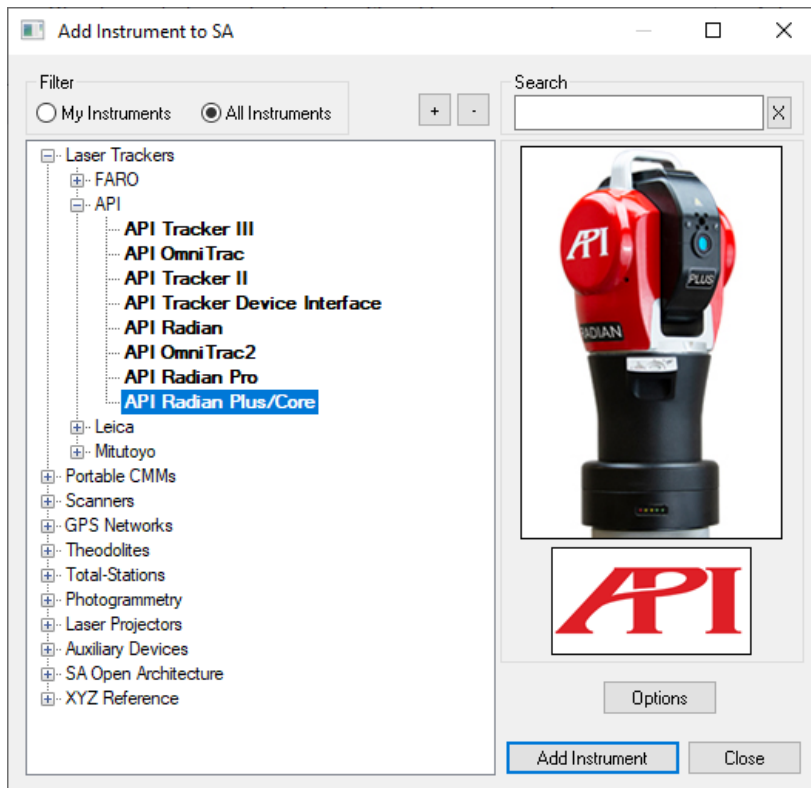 Add Instrument to SA
Filter
My Instruments
All Instruments
+
-
Search
X
Laser Trackers
FARO
API
API Tracker III
API OmniTrac
API Tracker II
API Tracker Device Interface
API Radian
API OmniTrac2
API Radian Pro
API Radian Plus/Core
Leica
Mitutoyo
Portable CMMs
Scanners
GPS Networks
Theodolites
Total-Stations
Photogrammetry
Laser Projectors
Auxiliary Devices
SA Open Architecture
XYZ Reference
API
PLUS
RADIAN
API
Options
Add Instrument
Close